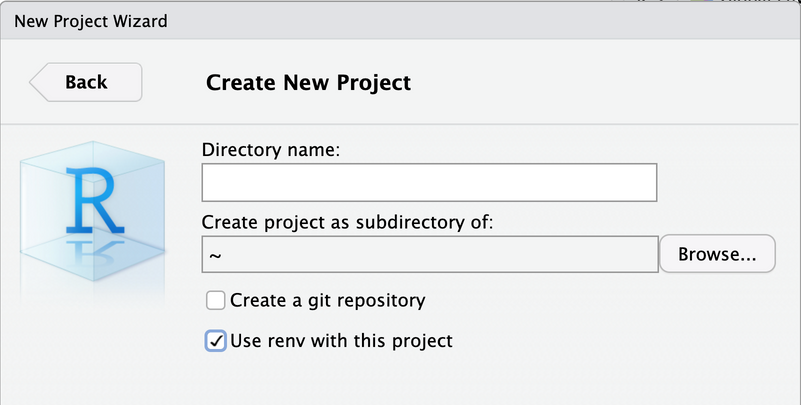 New Project Wizard
Back
Create New Project
R
Directory name:
Create project as subdirectory of:
~
Browse...
Create a git repository
Use renv with this project